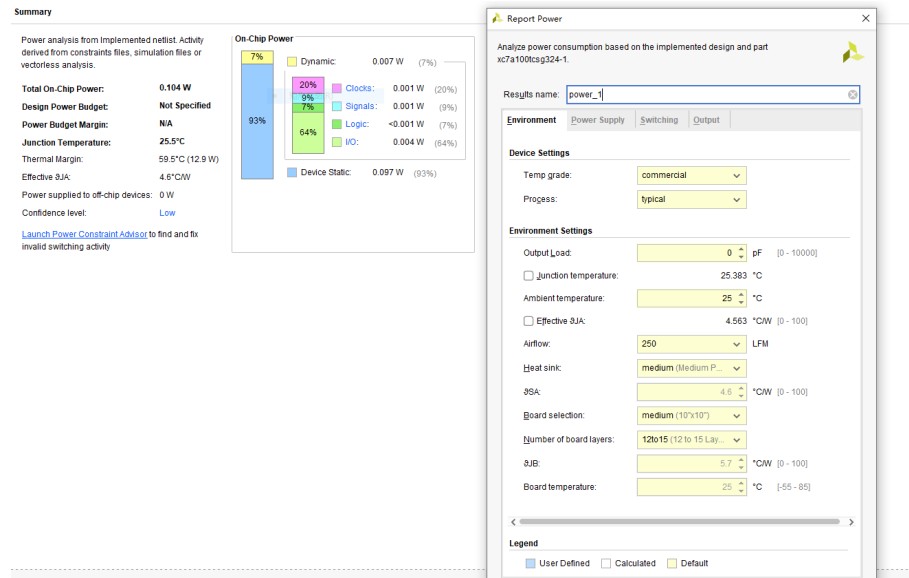 Summary
Power analysis from Implemented netlist. Activity
derived from constraints files, simulation files or
vectorless analysis.
Total On-Chip Power: 0.104 W
Design Power Budget: Not Specified
Power Budget Margin: N/A
Junction Temperature: 25.5°C
Thermal Margin: 59.5°C (12.9 W)
Effective ϑJA: 4.6°C/W
Power supplied to off-chip devices: 0 W
Confidence level: Low
Launch Power Constraint Advisor to find and fix
invalid switching activity
On-Chip Power
7%
93%
Dynamic: 0.007 W (7%)
20%
9%
7%
64%
Clocks: 0.001 W (20%)
Signals: 0.001 W (9%)
Logic: <0.001 W (7%)
I/O: 0.004 W (64%)
Device Static: 0.097 W (93%)
Report Power
Analyze power consumption based on the implemented design and part
xc7a100tcsg324-1.
Results name: power_1
Environment Power Supply Switching Output
Device Settings
Temp grade: commercial
Process: typical
Environment Settings
Output Load: 0 pF [0 - 10000]
Junction temperature: 25.383 °C
Ambient temperature: 25 °C
Effective ϑJA: 4.563 °C/W [0 - 100]
Airflow: 250 LFM
Heat sink: medium (Medium P...
ϑSA: 4.6 °C/W [0 - 100]
Board selection: medium (10"x10")
Number of board layers: 12to15 (12 to 15 Lay...
ϑJB: 5.7 °C/W [0 - 100]
Board temperature: 25 °C [-55 - 85]
Legend
User Defined Calculated Default